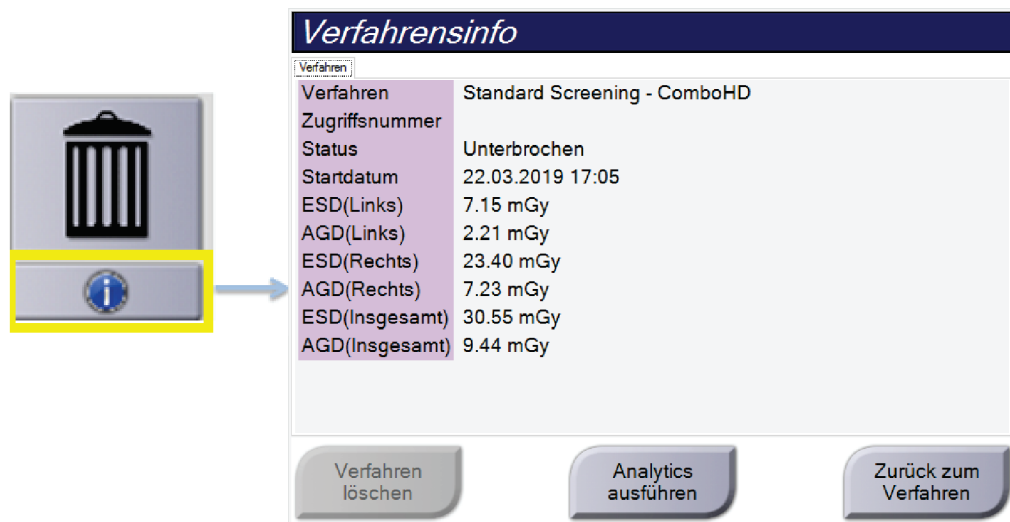 Verfahrensinfo
Verfahren
Verfahren Standard Screening - ComboHD
Zugriffsnummer
Status Unterbrochen
Startdatum 22.03.2019 17:05
ESD(Links) 7.15 mGy
AGD(Links) 2.21 mGy
ESD(Rechts) 23.40 mGy
AGD(Rechts) 7.23 mGy
ESD(Insgesamt) 30.55 mGy
AGD(Insgesamt) 9.44 mGy
Verfahren
löschen
Analytics
ausführen
Zurück zum
Verfahren